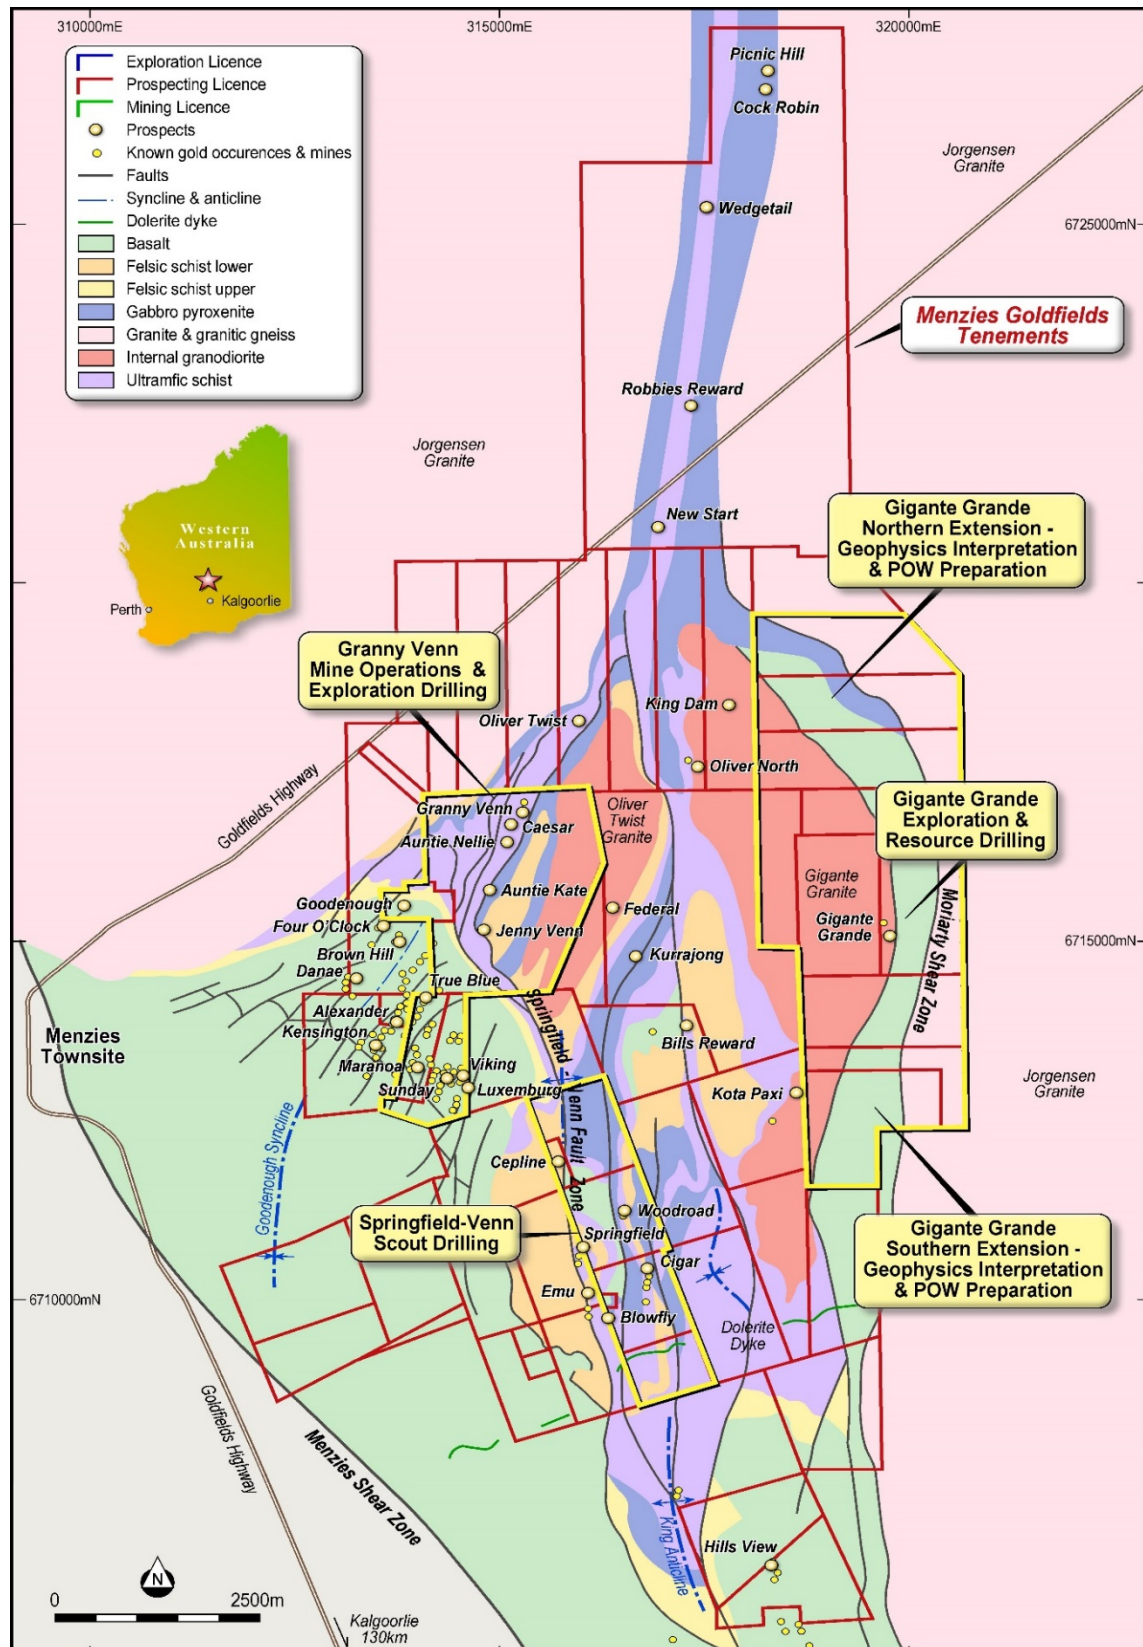 310000mE
315000mE
320000mE
Exploration Licence
Prospecting Licence
Mining Licence
Prospects
Known gold occurences & mines
Faults
Syncline & anticline
Dolerite dyke
Basalt
Felsic schist lower
Felsic schist upper
Gabbro pyroxenite
Granite & granitic gneiss
Internal granodiorite
Ultramfic schist
Picnic Hill
Cock Robin
Jorgensen
Granite
Wedgetail
6725000mN
Menzies Goldfields
Tenements
Robbies Reward
Jorgensen
Granite
Western
Australia
Perth
Kalgoorlie
New Start
Gigante Grande
Northern Extension -
Geophysics Interpretation
& POW Preparation
Granny Venn
Mine Operations &
Exploration Drilling
Oliver Twist
King Dam
Oliver North
Goldfields Highway
Granny Venn
Caesar
Auntie Nellie
Oliver
Twist
Granite
Gigante Grande
Exploration &
Resource Drilling
Auntie Kate
Gigante
Granite
Goodenough
Federal
Four O'Clock
Jenny Venn
Gigante
Grande
Moriarty Shear Zone
6715000mN
Brown Hill
Kurrajong
Danae
True Blue
Springfield - Venn Fault Zone
Alexander
Kensington
Menzies
Townsite
Bills Reward
Maranoa
Viking
Sunday
Luxemburg
Kota Paxi
Jorgensen
Granite
Goodenough Syncline
Cepline
Springfield-Venn
Scout Drilling
Woodroad
Springfield
Gigante Grande
Southern Extension -
Geophysics Interpretation
& POW Preparation
Cigar
Emu
6710000mN
Blowfly
Dolerite
Dyke
Goldfields Highway
Menzies Shear Zone
King Anticline
Hills View
N
0
2500m
Kalgoorlie
130km